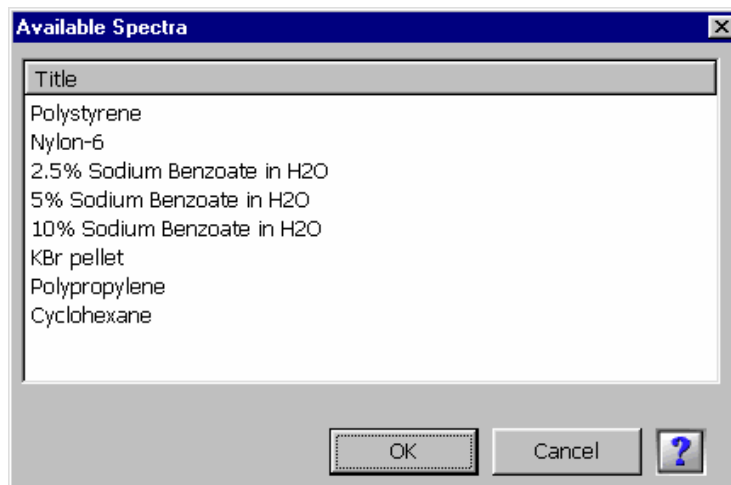 Available Spectra
Title
Polystyrene
Nylon-6
2.5% Sodium Benzoate in H2O
5% Sodium Benzoate in H2O
10% Sodium Benzoate in H2O
KBr pellet
Polypropylene
Cyclohexane
OK
Cancel
?